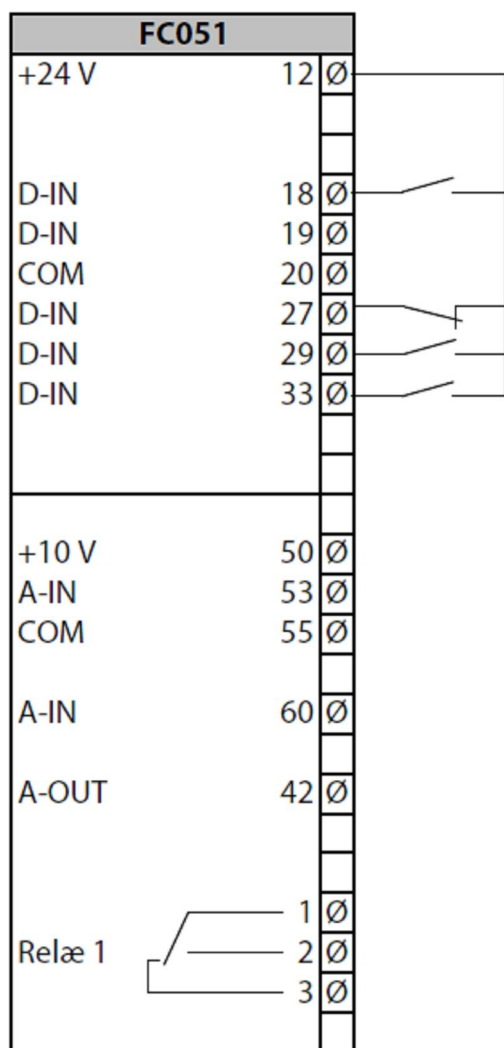 FC051
+24 V 12 Ø
D-IN 18 Ø
D-IN 19 Ø
COM 20 Ø
D-IN 27 Ø
D-IN 29 Ø
D-IN 33 Ø
+10 V 50 Ø
A-IN 53 Ø
COM 55 Ø
A-IN 60 Ø
A-OUT 42 Ø
1 Ø
Relæ 1 2 Ø
3 Ø